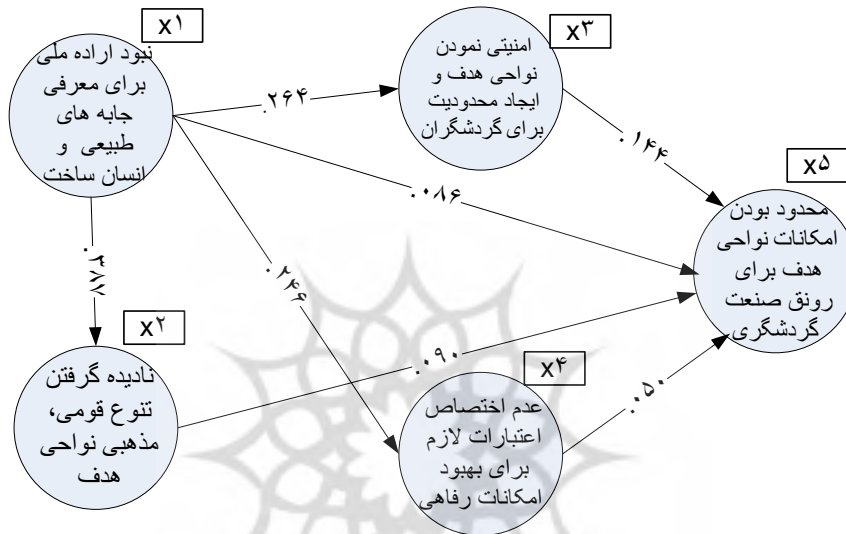 x۱
نبود اراده ملی
برای معرفی
جابه های
طبیعی و
انسان ساخت
x۳
امنیتی نمودن
نواحی هدف و
ایجاد محدودیت
برای گردشگران
x۵
محدود بودن
امکانات نواحی
هدف برای
رونق صنعت
گردشگری
x۲
نادیده گرفتن
تنوع قومی،
مذهبی نواحی
هدف
x۴
عدم اختصاص
اعتبارات لازم
برای بهبود
امکانات رفاهی
.۲۶۴
.۱۴۴
.۰۸۶
.۳۸۷
.۲۴۶
.۰۹۰
.۰۵۰